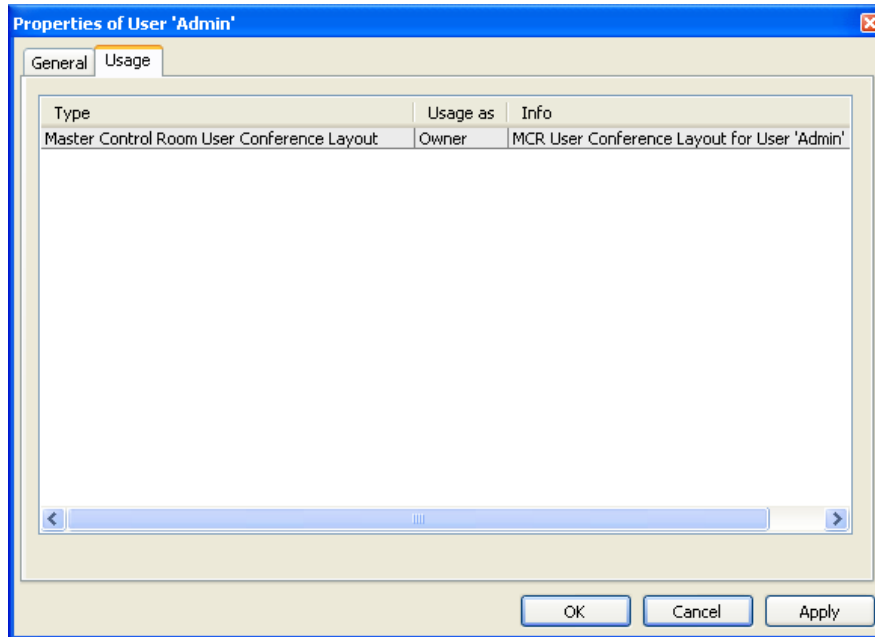 Properties of User 'Admin'
General Usage
Type Usage as Info
Master Control Room User Conference Layout Owner MCR User Conference Layout for User 'Admin'
OK Cancel Apply